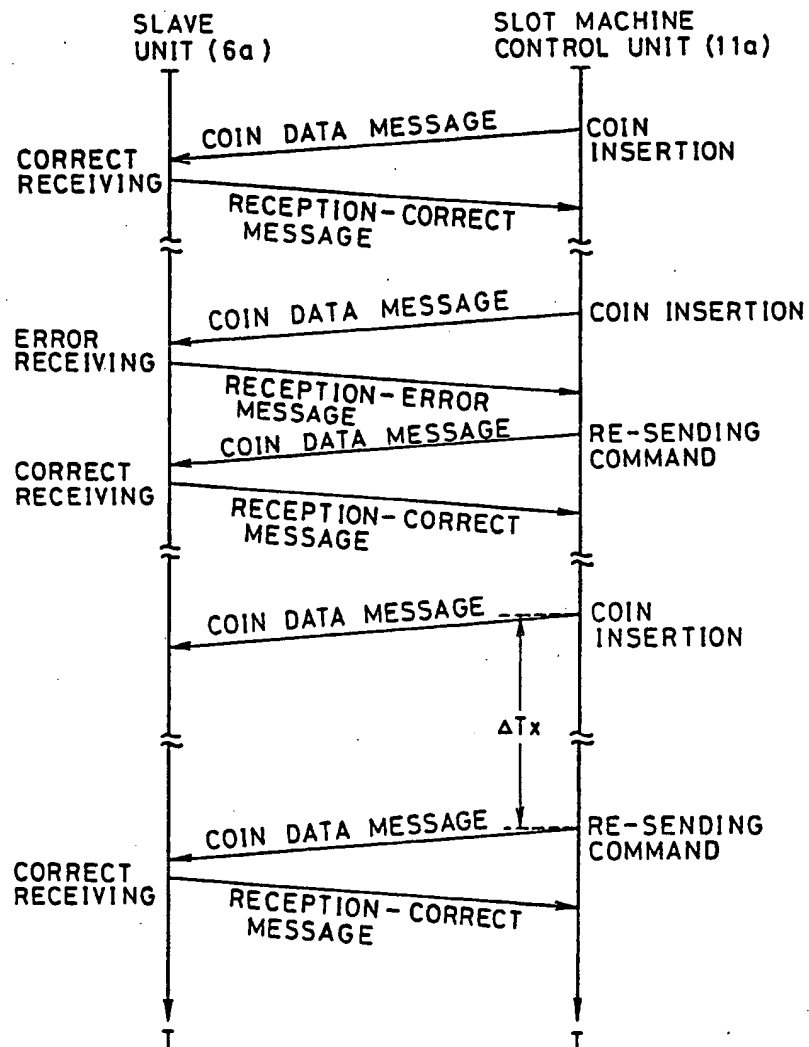 SLAVE
UNIT (6a)
SLOT MACHINE
CONTROL UNIT (11a)
T
T
COIN DATA MESSAGE
COIN
INSERTION
CORRECT
RECEIVING
RECEPTION-CORRECT
MESSAGE
COIN DATA MESSAGE
COIN INSERTION
ERROR
RECEIVING
RECEPTION-ERROR
MESSAGE
COIN DATA MESSAGE
RE-SENDING
COMMAND
CORRECT
RECEIVING
RECEPTION-CORRECT
MESSAGE
COIN DATA MESSAGE
COIN
INSERTION
ΔTx
COIN DATA MESSAGE
RE-SENDING
COMMAND
CORRECT
RECEIVING
RECEPTION-CORRECT
MESSAGE
T
T